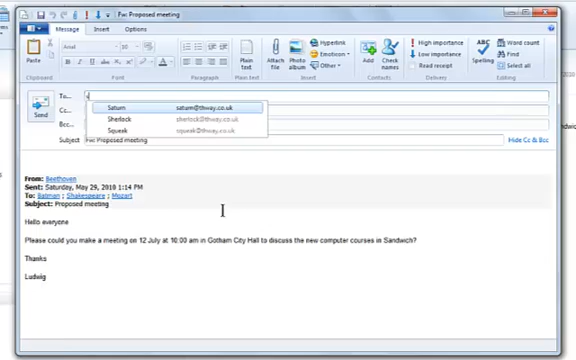 Fw: Proposed meeting
Message Insert Options
Paste
Clipboard
Arial 10
Font
Paragraph
Plain text
Attach file
Photo album
Hyperlink
Emoticon
Other
Insert
Add
Check names
Contacts
High importance
Low importance
Read receipt
Delivery
Spelling
Word count
Find
Select all
Editing
Send
To... s
Cc...
Bcc...
Saturn saturn@thway.co.uk
Sherlock sherlock@thway.co.uk
Squeak squeak@thway.co.uk
Subject Fw: Proposed meeting
Hide Cc & Bcc
From: Beethoven
Sent: Saturday, May 29, 2010 1:14 PM
To: Batman ; Shakespeare ; Mozart
Subject: Proposed meeting
Hello everyone
Please could you make a meeting on 12 July at 10:00 am in Gotham City Hall to discuss the new computer courses in Sandwich?
Thanks
Ludwig